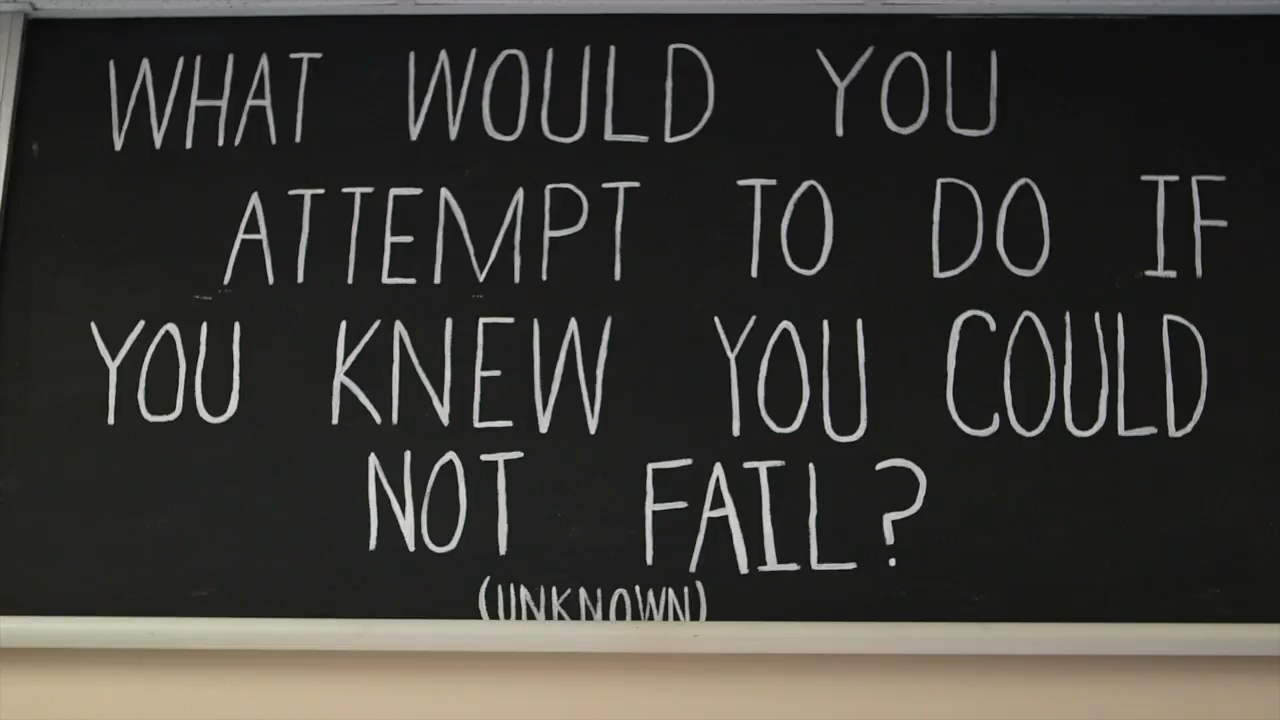 WHAT WOULD YOU
ATTEMPT TO DO IF
YOU KNEW YOU COULD
NOT FAIL?
(UNKNOWN)